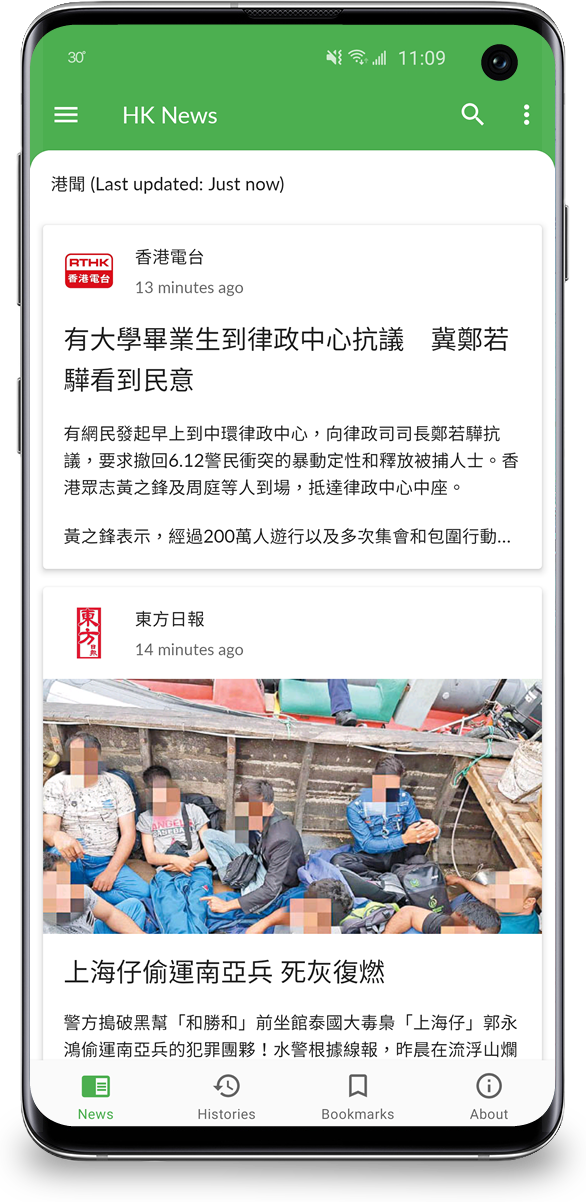 30°
11:09
HK News
港聞 (Last updated: Just now)
RTHK
香港電台
香港電台
13 minutes ago
有大學畢業生到律政中心抗議　冀鄭若
驊看到民意
有網民發起早上到中環律政中心，向律政司司長鄭若驊抗
議，要求撤回6.12警民衝突的暴動定性和釋放被捕人士。香
港眾志黃之鋒及周庭等人到場，抵達律政中心中座。
黃之鋒表示，經過200萬人遊行以及多次集會和包圍行動...
東方日報
東方日報
14 minutes ago
ANGELS
BASEBALL
上海仔偷運南亞兵 死灰復燃
警方搗破黑幫「和勝和」前坐館泰國大毒梟「上海仔」郭永
鴻偷運南亞兵的犯罪團夥！水警根據線報，昨晨在流浮山爛
News
Histories
Bookmarks
About